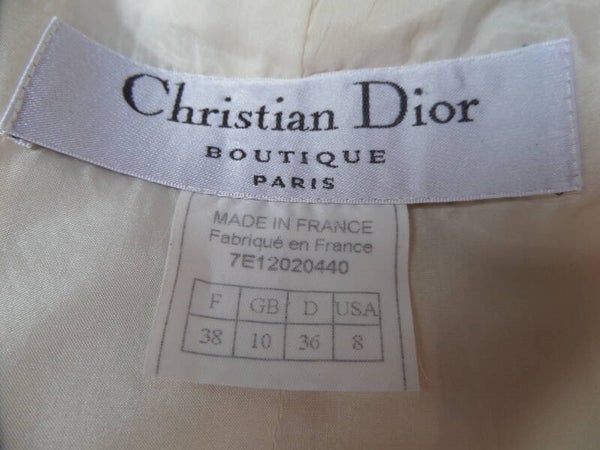 Christian Dior
BOUTIQUE
PARIS
MADE IN FRANCE
Fabriqué en France
7E12020440
F GB D USA
38 10 36 8